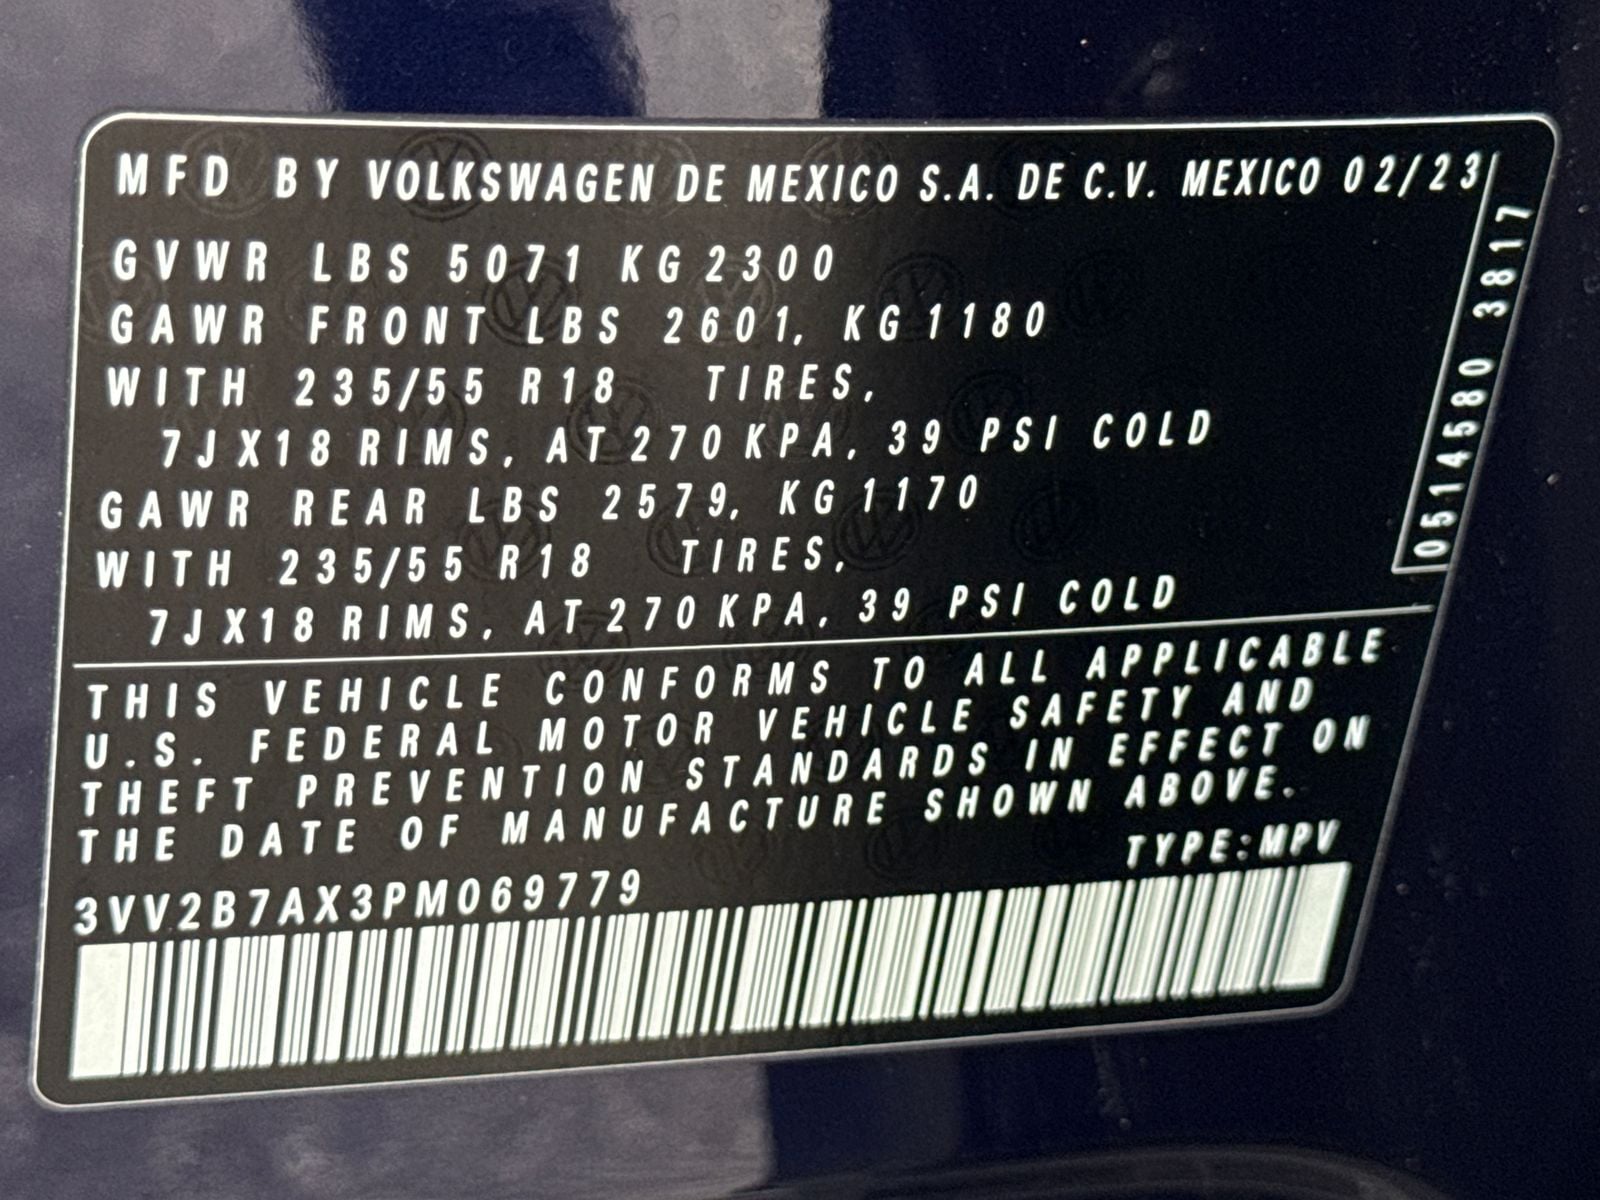 MFD BY VOLKSWAGEN DE MEXICO S.A. DE C.V. MEXICO 02/23
GVWR LBS 5071 KG 2300
GAWR FRONT LBS 2601, KG 1180
WITH 235/55 R18 TIRES,
7JX18 RIMS, AT 270 KPA, 39 PSI COLD
GAWR REAR LBS 2579, KG 1170
WITH 235/55 R18 TIRES,
7JX18 RIMS, AT 270 KPA, 39 PSI COLD
0514580 3817
THIS VEHICLE CONFORMS TO ALL APPLICABLE
U.S. FEDERAL MOTOR VEHICLE SAFETY AND
THEFT PREVENTION STANDARDS IN EFFECT ON
THE DATE OF MANUFACTURE SHOWN ABOVE.
TYPE:MPV
3VV2B7AX3PM069779